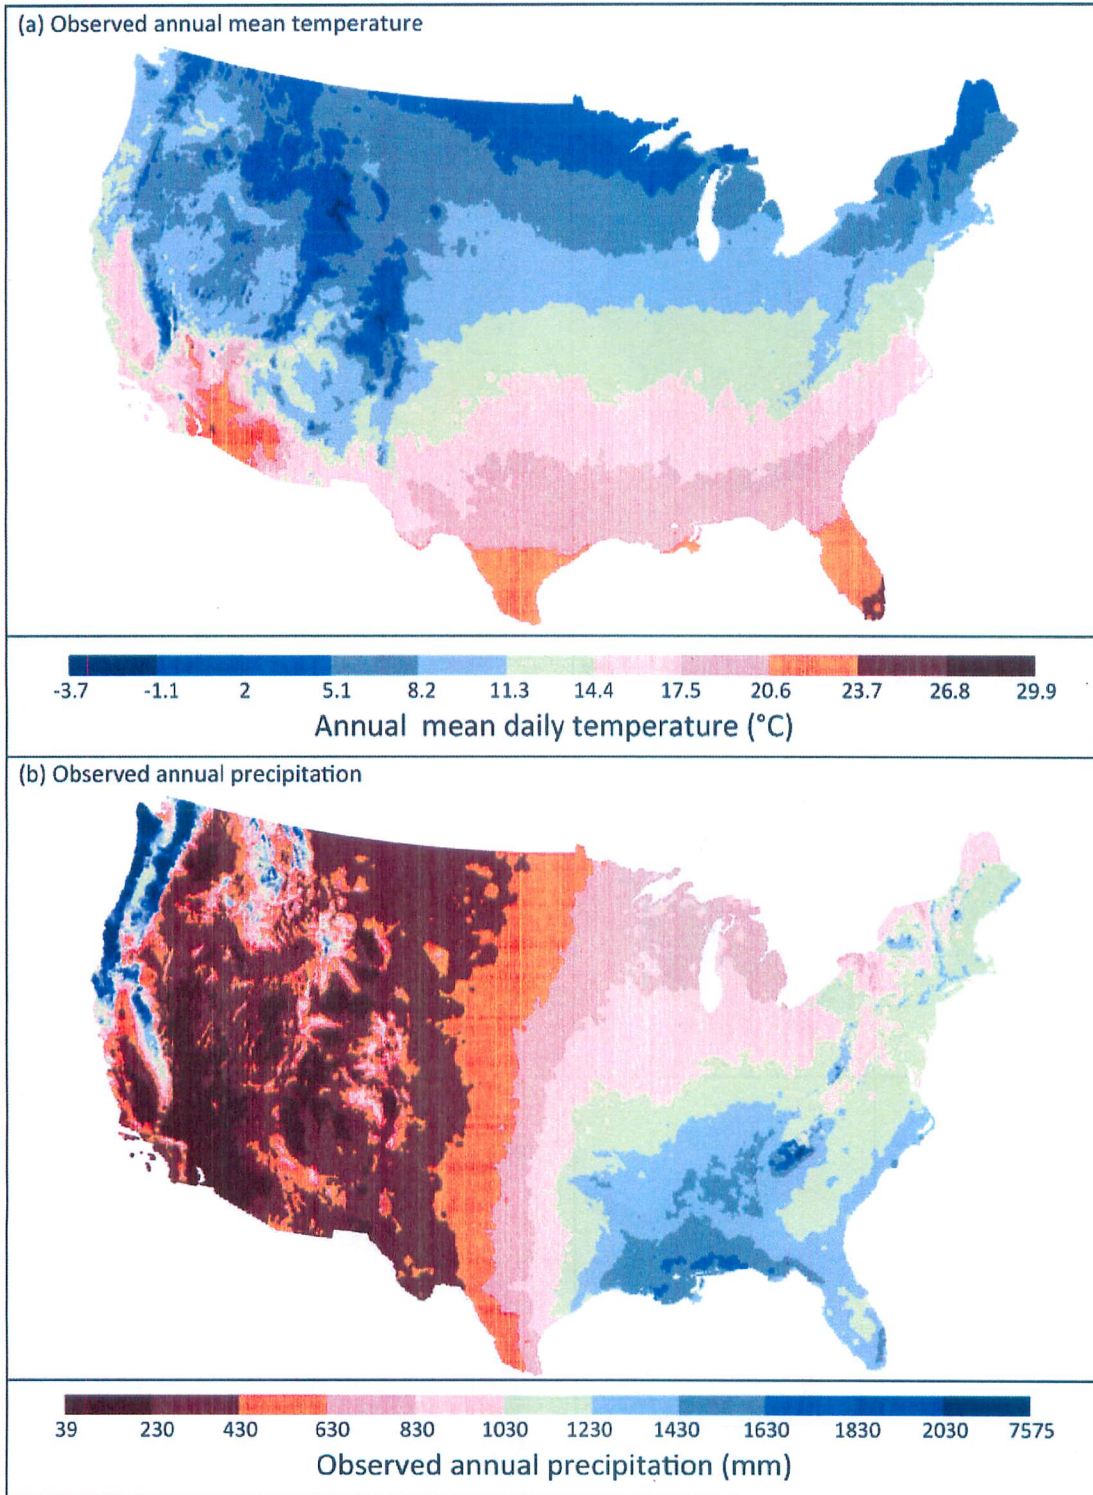 (a) Observed annual mean temperature
-3.7 -1.1 2 5.1 8.2 11.3 14.4 17.5 20.6 23.7 26.8 29.9
Annual mean daily temperature (°C)
(b) Observed annual precipitation
39 230 430 630 830 1030 1230 1430 1630 1830 2030 7575
Observed annual precipitation (mm)